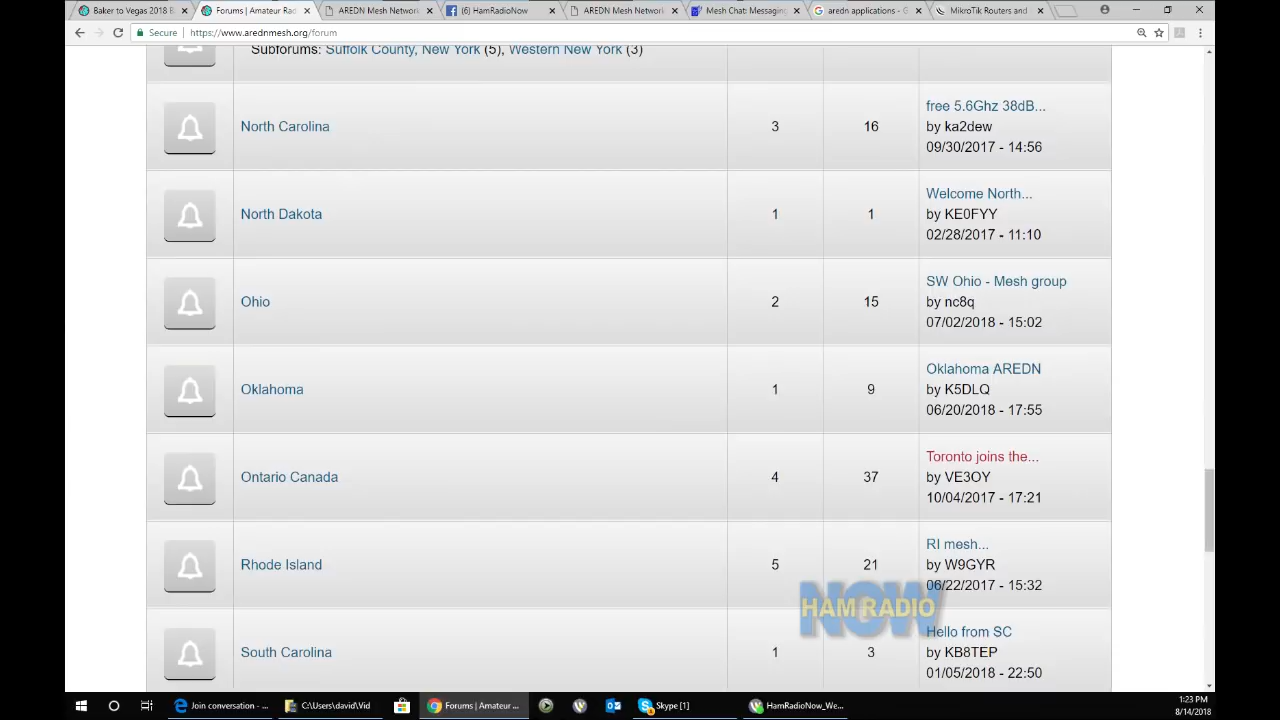 Baker to Vegas 2018 B
Forums | Amateur Rad
AREDN Mesh Network
(6) HamRadioNow
AREDN Mesh Network
Mesh Chat: Messaging
aredn applications - G
MikroTik Routers and
Secure
https://www.arednmesh.org/forum
Subforums: Suffolk County, New York (5), Western New York (3)
North Carolina 3 16
free 5.6Ghz 38dB...
by ka2dew
09/30/2017 - 14:56
North Dakota 1 1
Welcome North...
by KE0FYY
02/28/2017 - 11:10
Ohio 2 15
SW Ohio - Mesh group
by nc8q
07/02/2018 - 15:02
Oklahoma 1 9
Oklahoma AREDN
by K5DLQ
06/20/2018 - 17:55
Ontario Canada 4 37
Toronto joins the...
by VE3OY
10/04/2017 - 17:21
Rhode Island 5 21
RI mesh...
by W9GYR
06/22/2017 - 15:32
HAM RADIO
NOW
South Carolina 1 3
Hello from SC
by KB8TEP
01/05/2018 - 22:50
Join conversation - ...
C:\Users\david\Vid
Forums | Amateur ...
Skype [1]
HamRadioNow_We...
1:23 PM
8/14/2018